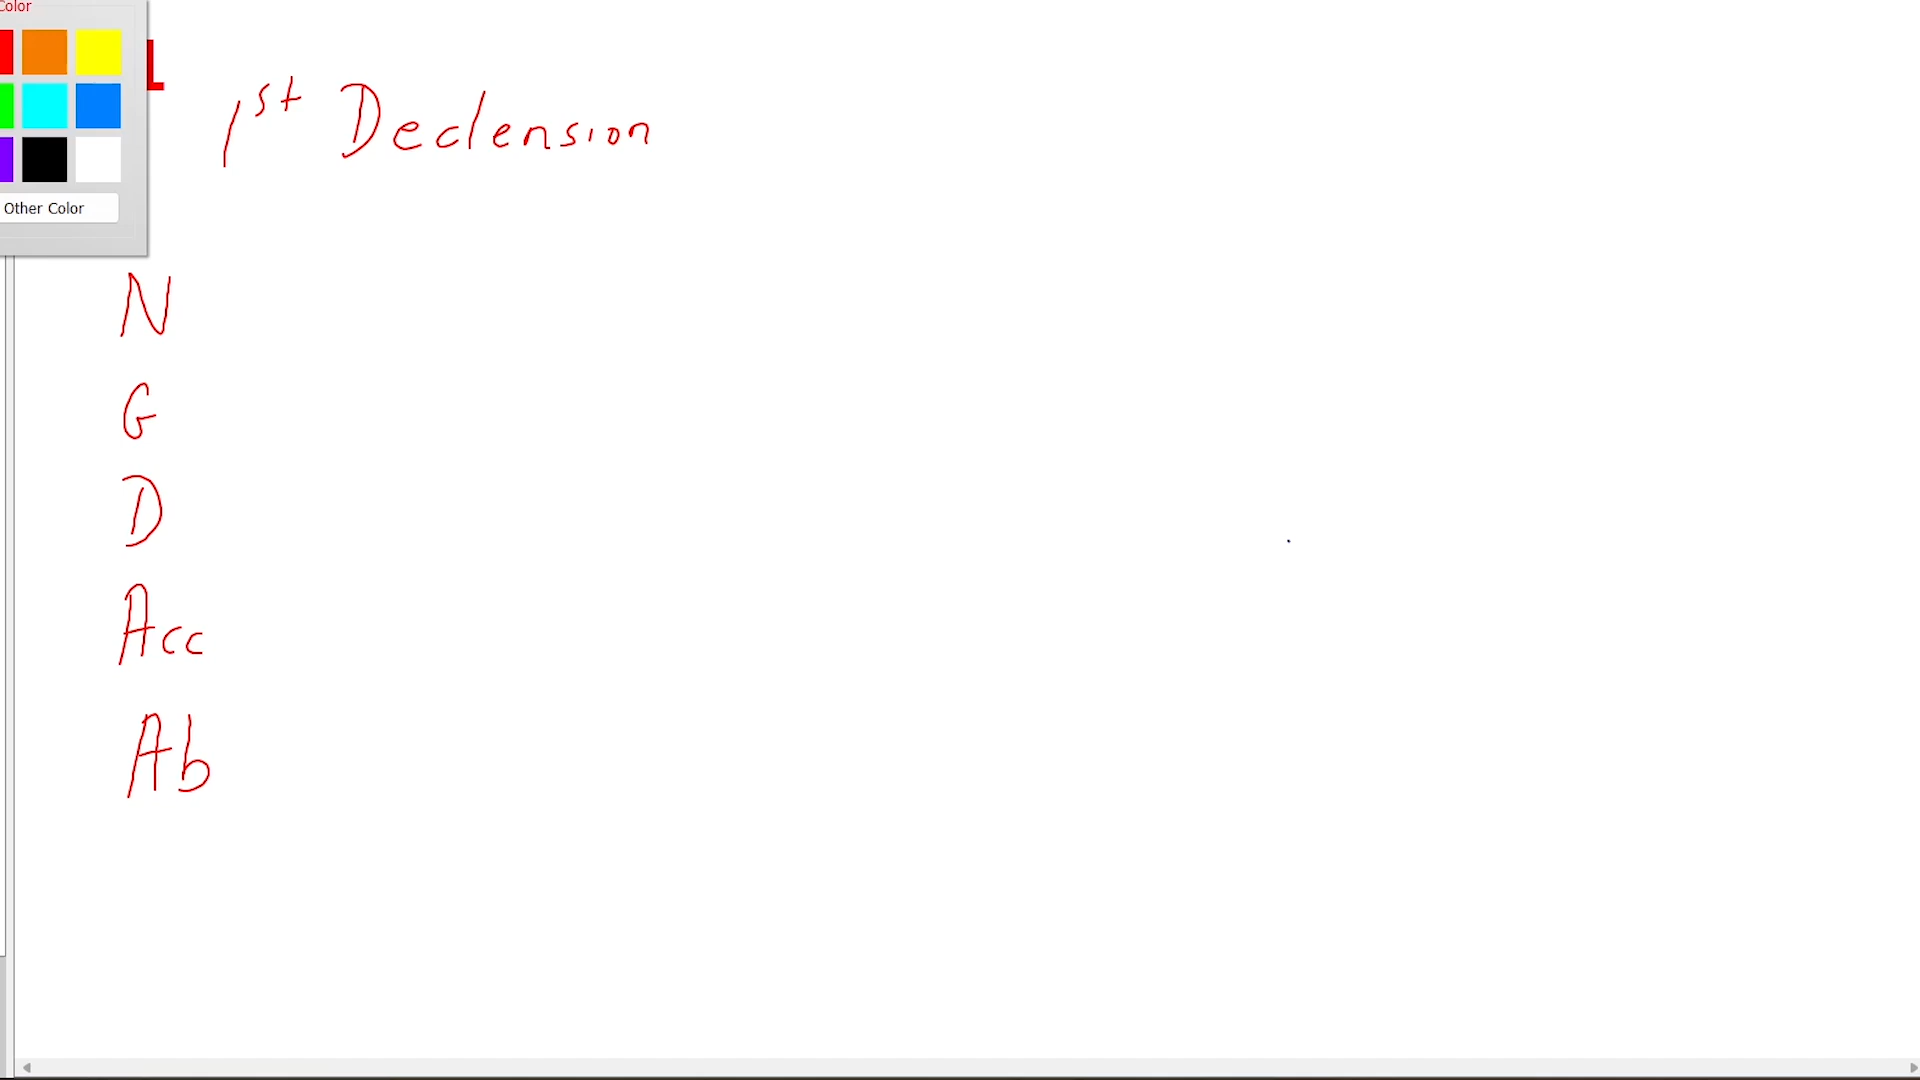 Color
1st Declension
Other Color
N
G
D
Acc
Ab